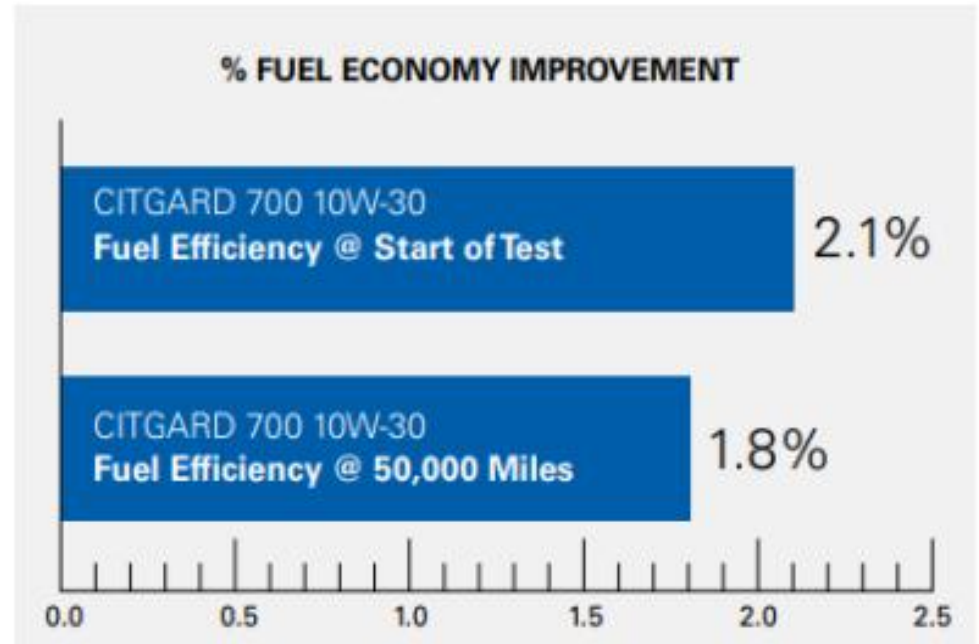 % FUEL ECONOMY IMPROVEMENT
CITGARD 700 10W-30
Fuel Efficiency @ Start of Test
2.1%
CITGARD 700 10W-30
Fuel Efficiency @ 50,000 Miles
1.8%
0.0 0.5 1.0 1.5 2.0 2.5